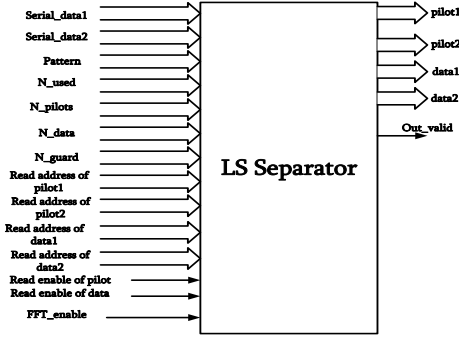 Serial_data1
Serial_data2
Pattern
N_used
N_pilots
N_data
N_guard
Read address of
pilot1
Read address of
pilot2
Read address of
data1
Read address of
data2
Read enable of pilot
Read enable of data
FFT_enable
LS Separator
pilot1
pilot2
data1
data2
Out_valid